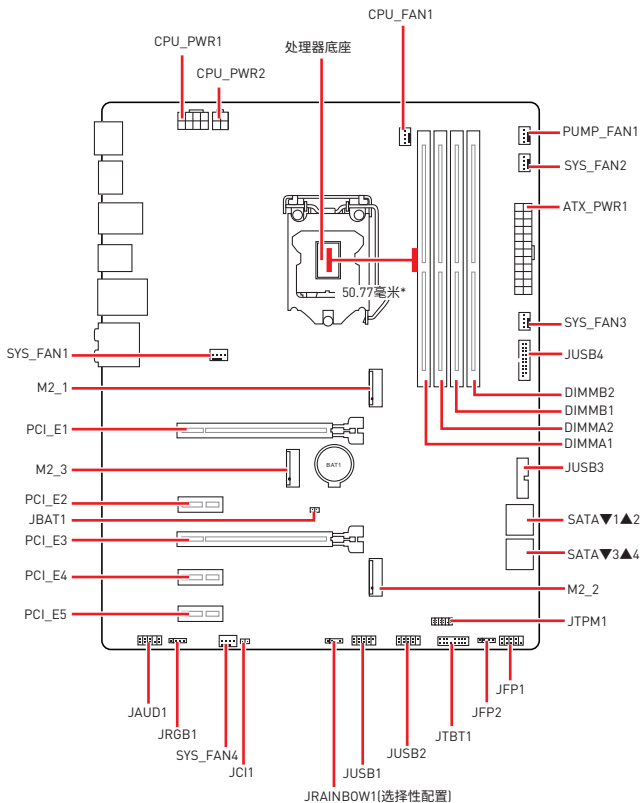 CPU_FAN1
CPU_PWR1
处理器底座
CPU_PWR2
PUMP_FAN1
SYS_FAN2
ATX_PWR1
50.77毫米*
SYS_FAN3
SYS_FAN1
JUSB4
M2_1
DIMMB2
DIMMB1
PCI_E1
DIMMA2
DIMMA1
BAT1
M2_3
JUSB3
PCI_E2
JBAT1
SATA▼1▲2
PCI_E3
SATA▼3▲4
PCI_E4
M2_2
PCI_E5
JTPM1
JFP1
JAUD1
JFP2
JRGB1
JTBT1
SYS_FAN4
JUSB2
JCI1
JUSB1
JRAINBOW1(选择性配置)